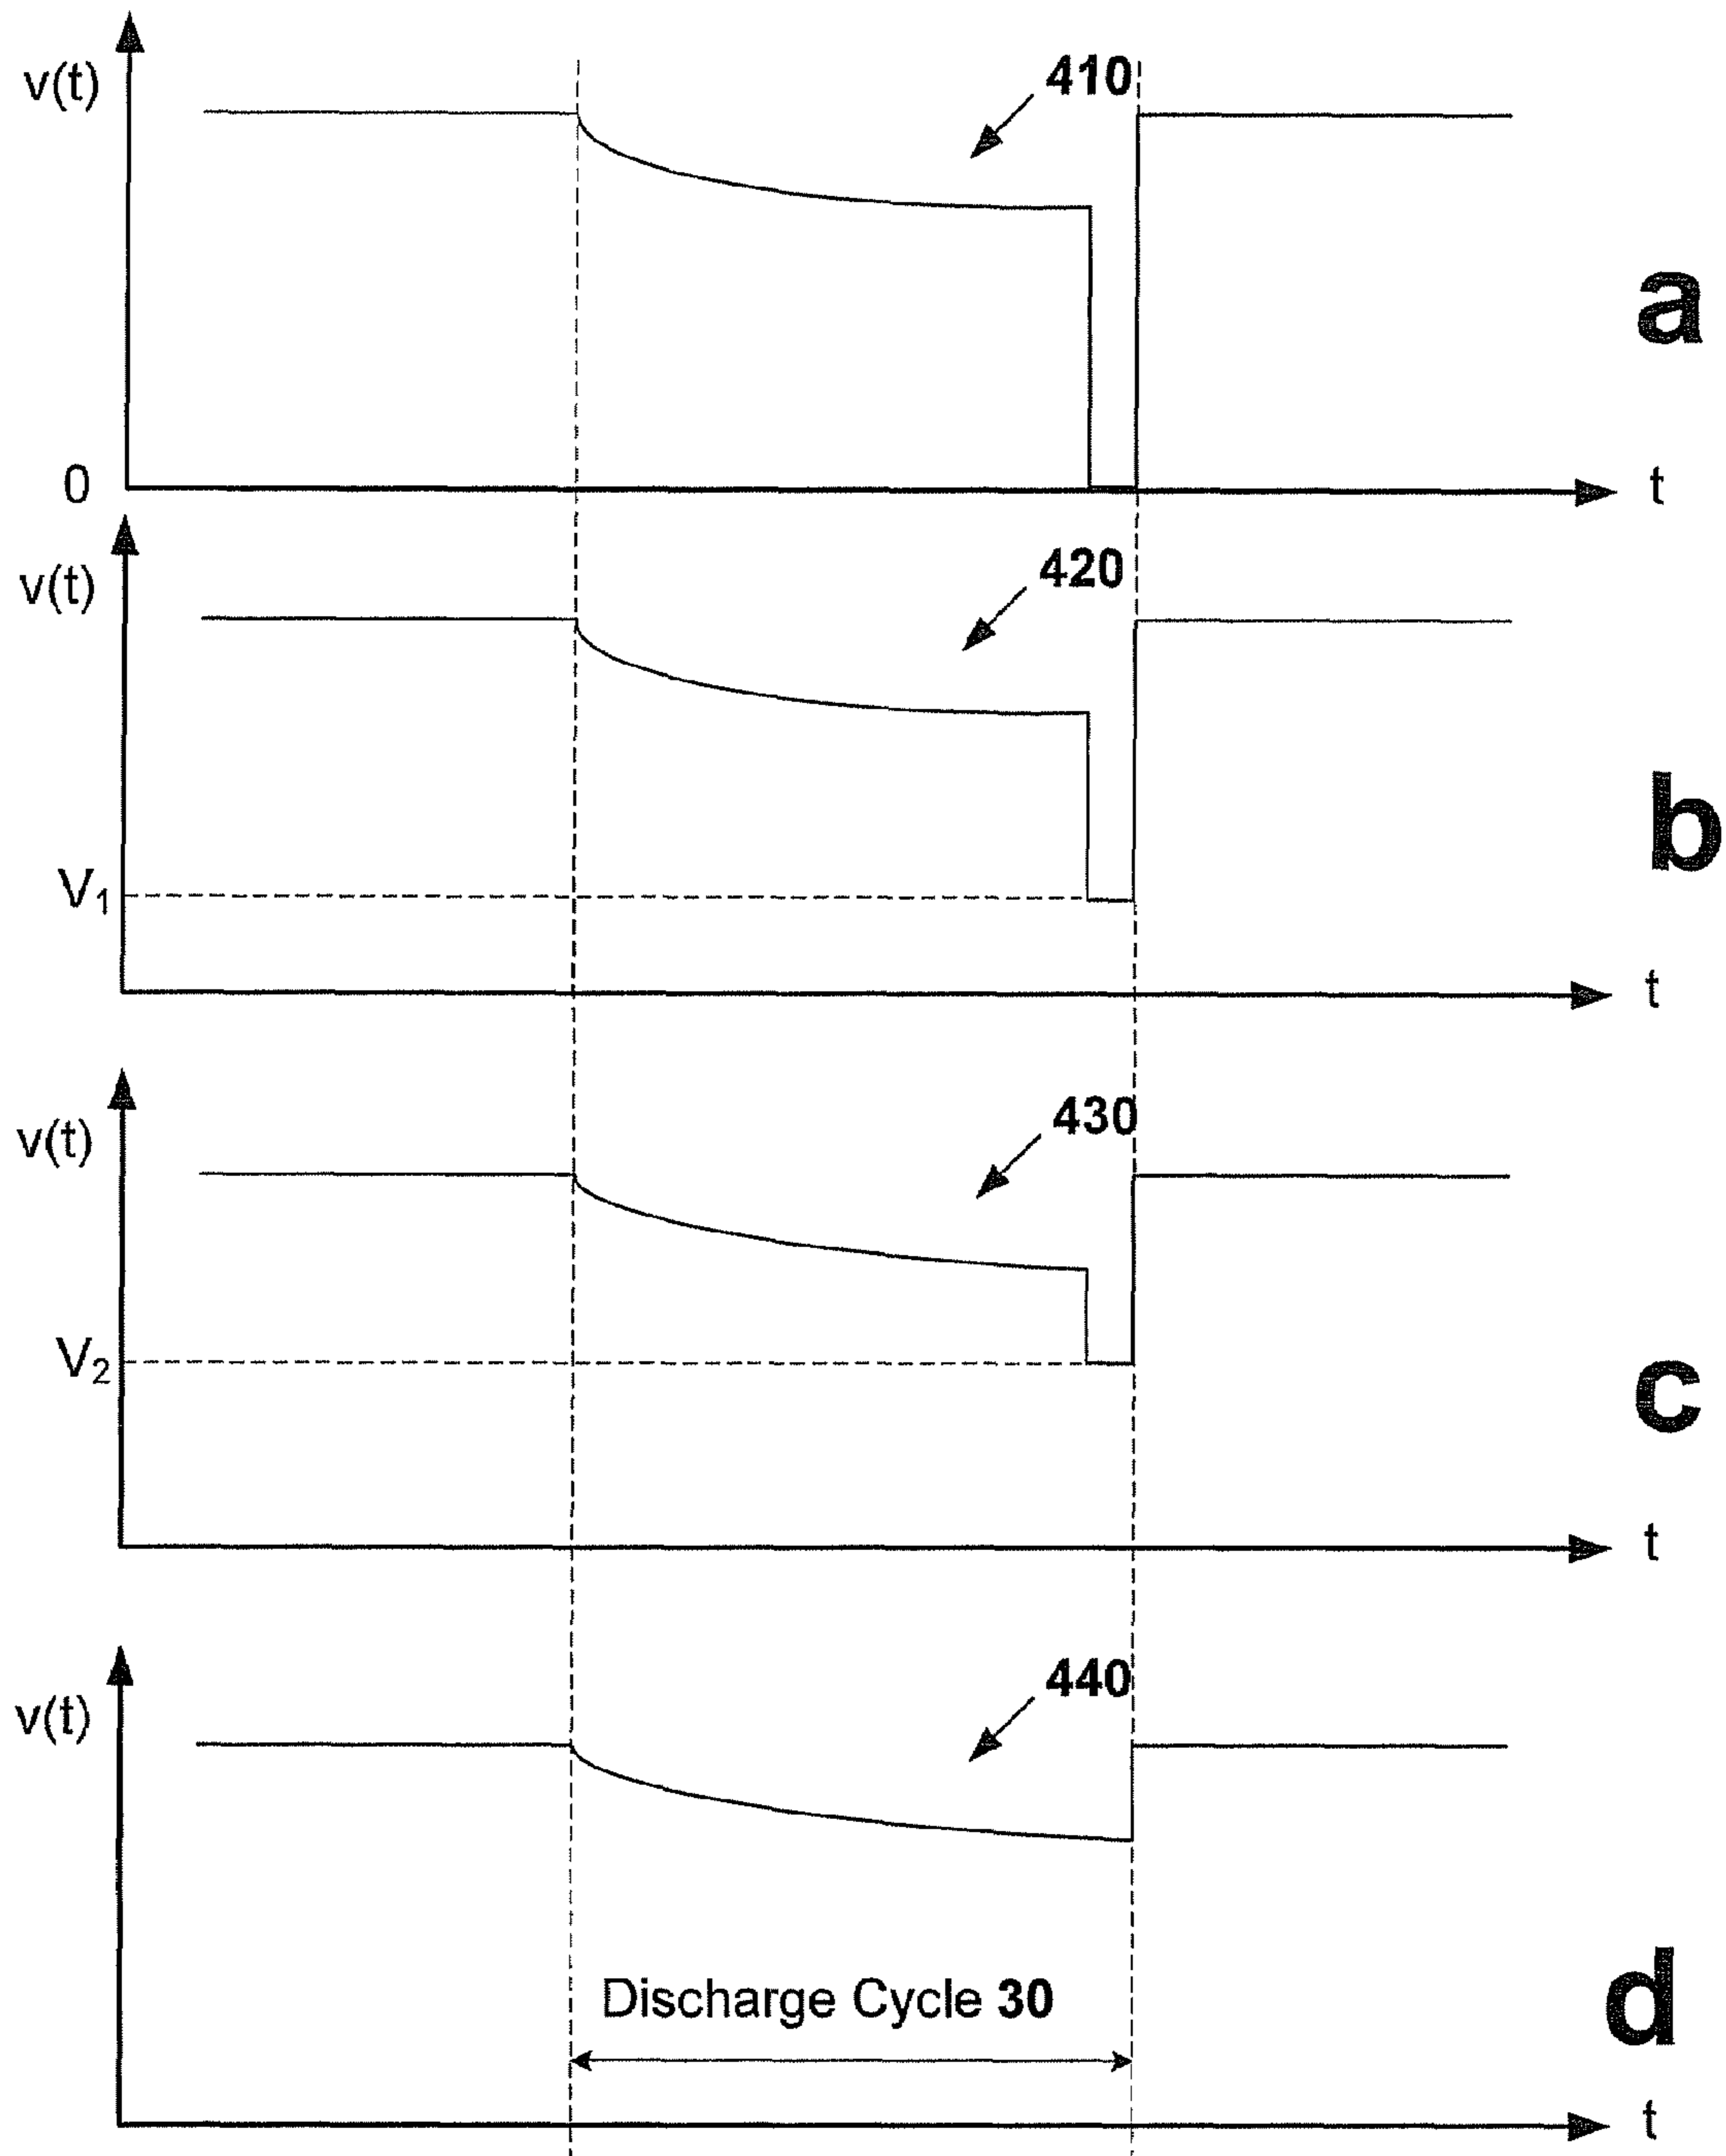 v(t)
410
a
0
t
v(t)
420
b
V₁
t
v(t)
430
V₂
c
t
v(t)
440
d
Discharge Cycle 30
t